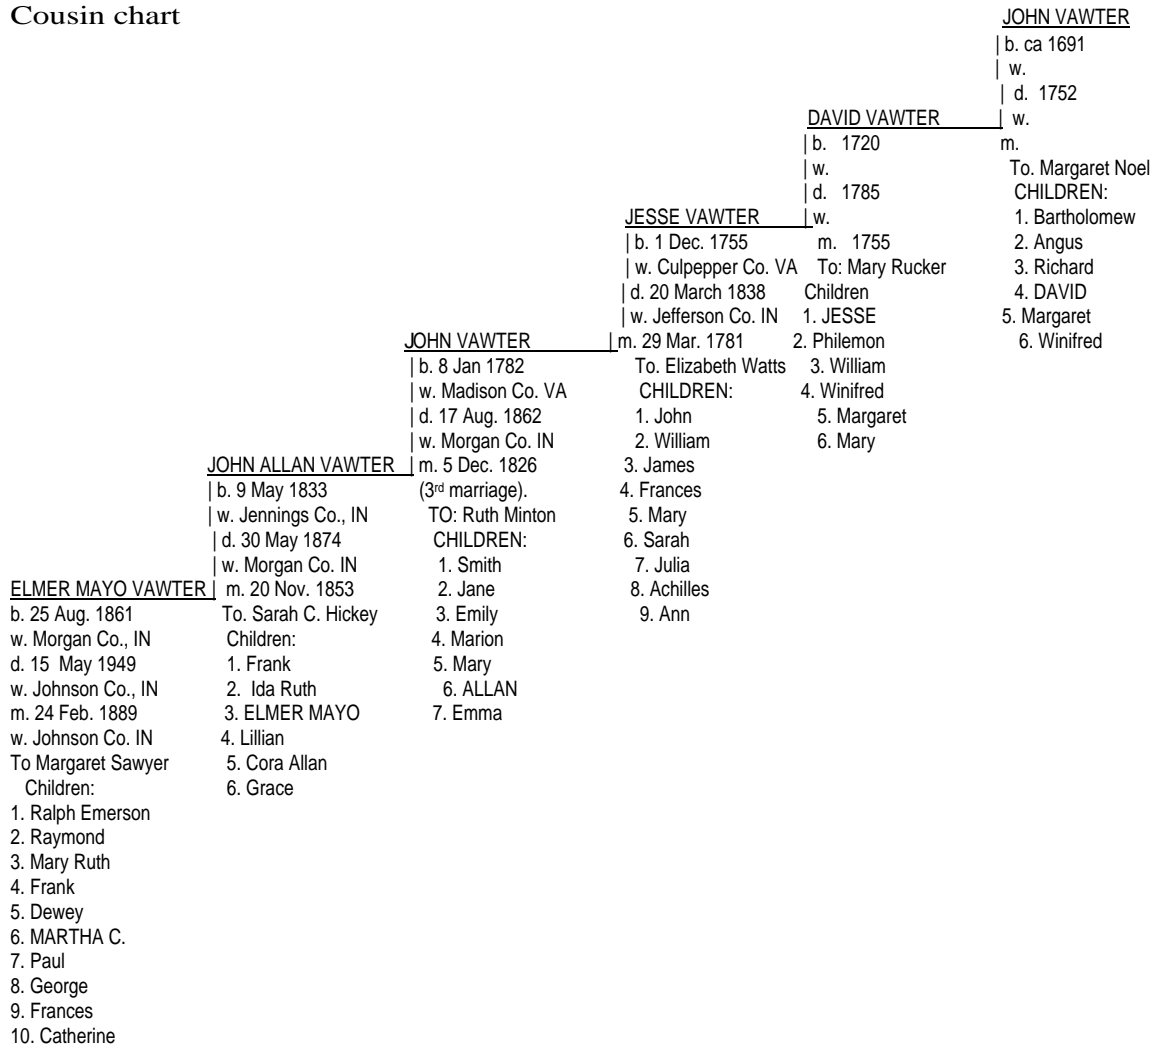 Cousin chart
ELMER MAYO VAWTER |
b. 25 Aug. 1861
w. Morgan Co., IN
d. 15 May 1949
w. Johnson Co., IN
m. 24 Feb. 1889
w. Johnson Co. IN
To Margaret Sawyer
Children:
1. Ralph Emerson
2. Raymond
3. Mary Ruth
4. Frank
5. Dewey
6. MARTHA C.
7. Paul
8. George
9. Frances
10. Catherine
JOHN ALLAN VAWTER
| b. 9 May 1833
| w. Jennings Co., IN
| d. 30 May 1874
| w. Morgan Co. IN
m. 20 Nov. 1853
To. Sarah C. Hickey
Children:
1. Frank
2. Ida Ruth
3. ELMER MAYO
4. Lillian
5. Cora Allan
6. Grace
JOHN VAWTER
| b. 8 Jan 1782
| w. Madison Co. VA
| d. 17 Aug. 1862
| w. Morgan Co. IN
| m. 5 Dec. 1826
(3rd marriage).
TO: Ruth Minton
CHILDREN:
1. Smith
2. Jane
3. Emily
4. Marion
5. Mary
6. ALLAN
7. Emma
JESSE VAWTER
| b. 1 Dec. 1755
| w. Culpepper Co. VA
| d. 20 March 1838
| w. Jefferson Co. IN
| m. 29 Mar. 1781
To. Elizabeth Watts
CHILDREN:
1. John
2. William
3. James
4. Frances
5. Mary
6. Sarah
7. Julia
8. Achilles
9. Ann
DAVID VAWTER
| b. 1720
| w.
| d. 1785
| w.
m. 1755
To: Mary Rucker
Children
1. JESSE
2. Philemon
3. William
4. Winifred
5. Margaret
6. Mary
JOHN VAWTER
| b. ca 1691
| w.
| d. 1752
| w.
m.
To. Margaret Noel
CHILDREN:
1. Bartholomew
2. Angus
3. Richard
4. DAVID
5. Margaret
6. Winifred